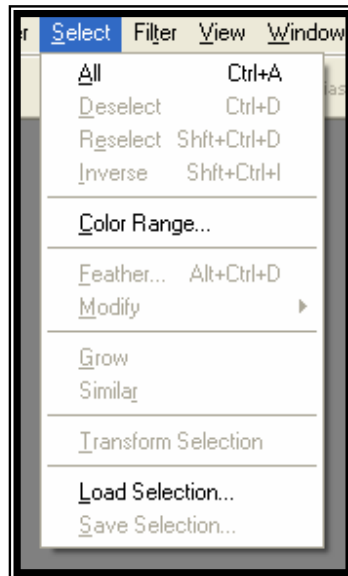 r Select Filter View Window
All Ctrl+A
ias
Deselect Ctrl+D
Reselect Shft+Ctrl+D
Inverse Shft+Ctrl+I
Color Range...
Feather... Alt+Ctrl+D
Modify
Grow
Similar
Transform Selection
Load Selection...
Save Selection...